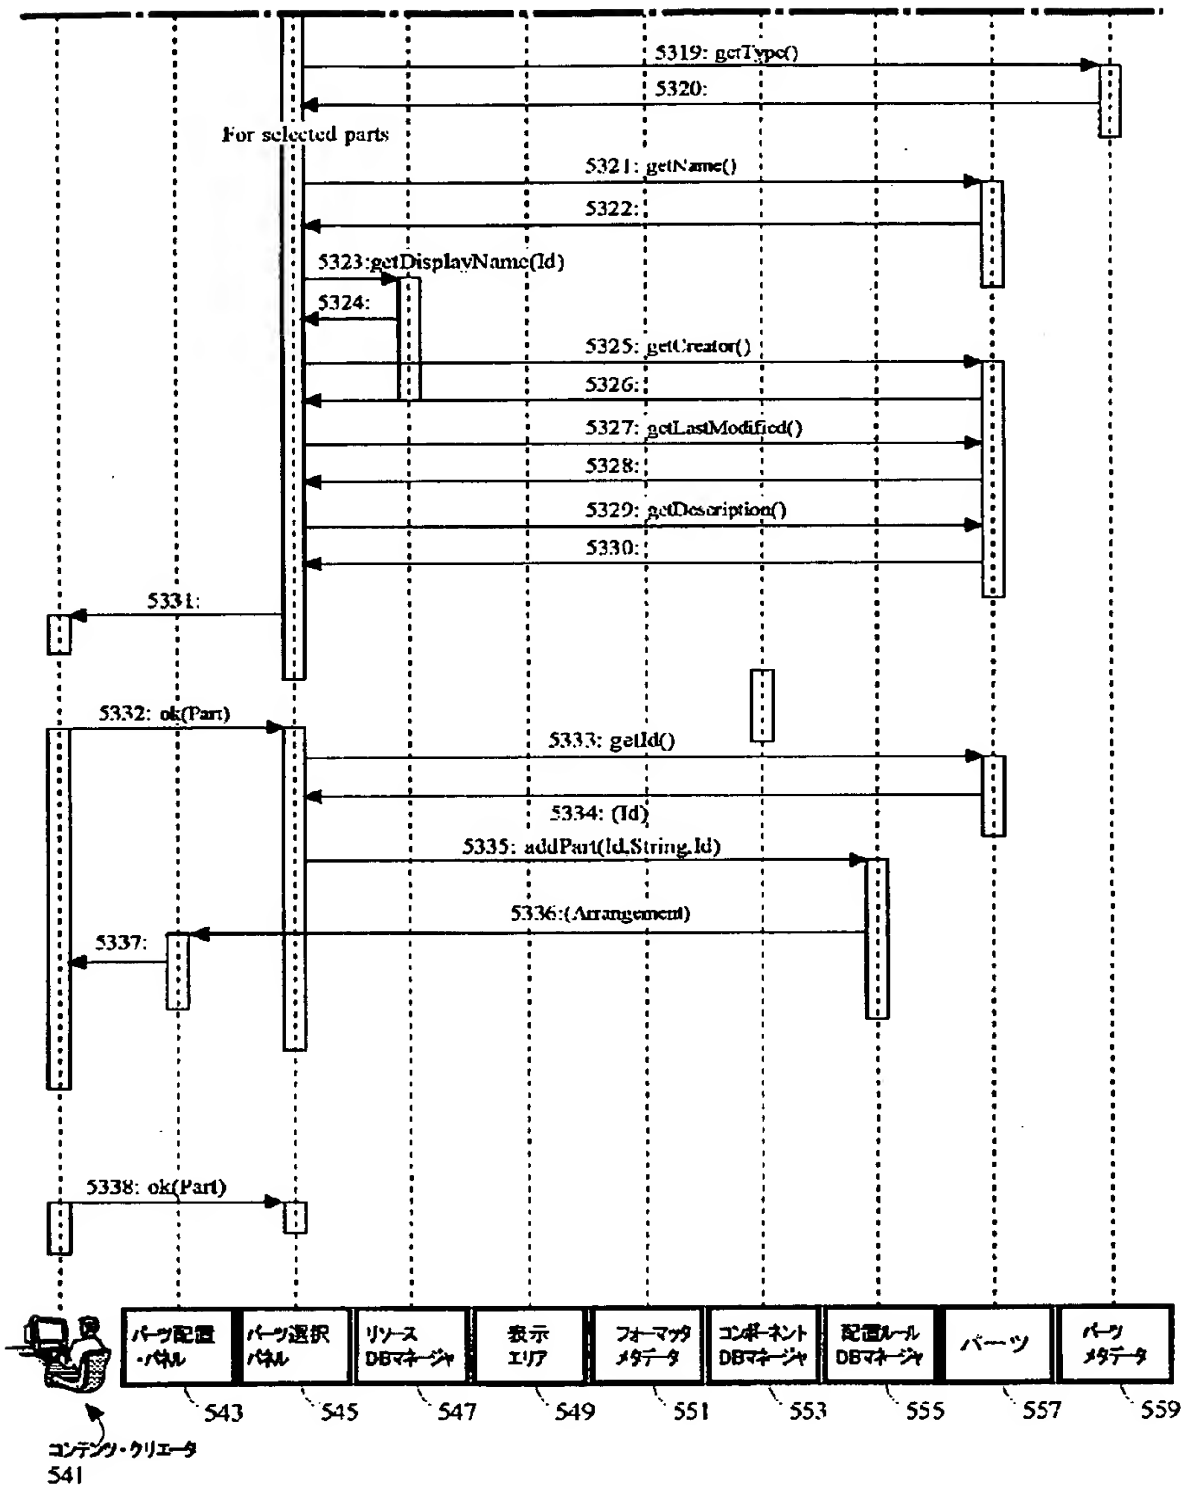 5319: getType()
5320:
For selected parts
5321: getName()
5322:
5323:getDisplayName(Id)
5324:
5325: getCreator()
5326:
5327: getLastModified()
5328:
5329: getDescription()
5330:
5331:
5332: ok(Part)
5333: getId()
5334: (Id)
5335: addPart(Id,String,Id)
5336:(Arrangement)
5337:
5338: ok(Part)
パーツ配置
・パネル
パーツ選択
パネル
リソース
DBマネージャ
表示
エリア
フォーマッタ
メタデータ
コンポーネント
DBマネージャ
配置ルール
DBマネージャ
パーツ
パーツ
メタデータ
543
545
547
549
551
553
555
557
559
コンテンツ・クリエータ
541